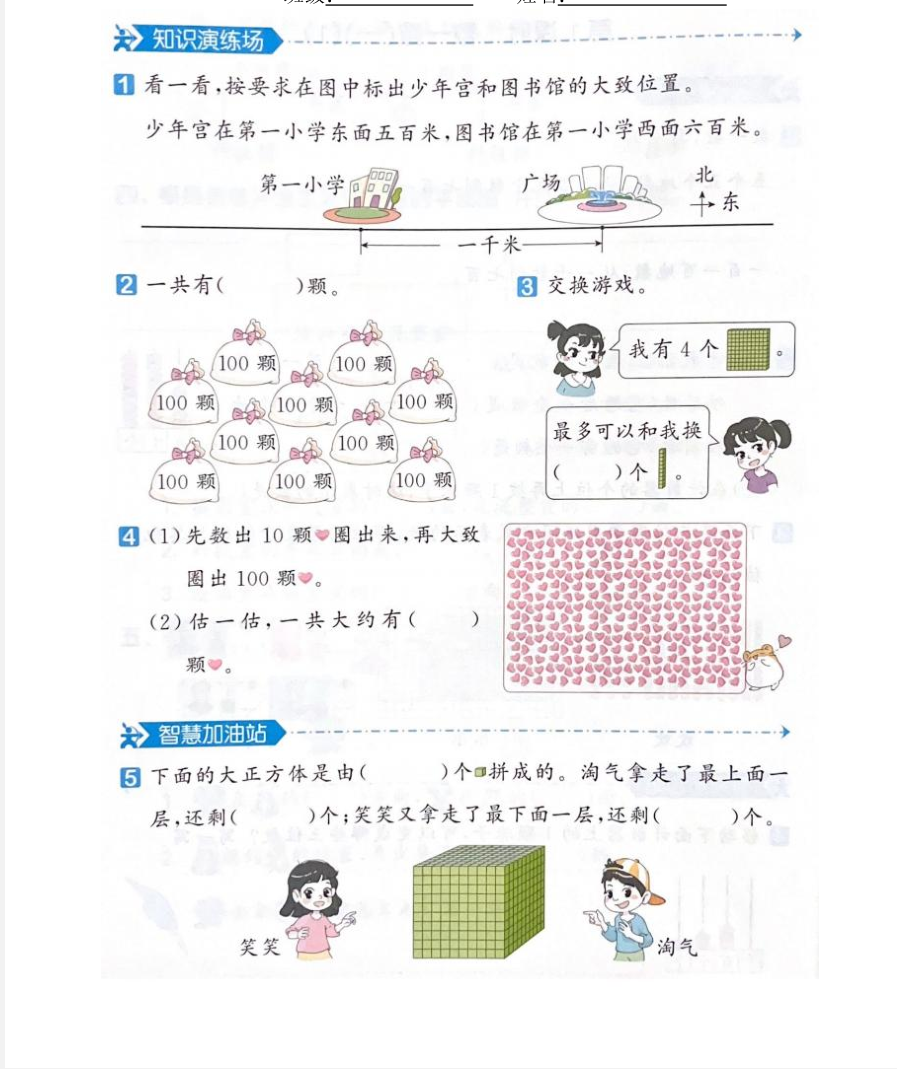 知识演练场
1 看一看,按要求在图中标出少年宫和图书馆的大致位置。
少年宫在第一小学东面五百米,图书馆在第一小学西面六百米。
第一小学
广场
北
东
一千米
2 一共有(　　)颗。
100 颗 100 颗
100 颗 100 颗 100 颗
100 颗 100 颗
100 颗 100 颗 100 颗
3 交换游戏。
我有 4 个 。
最多可以和我换
(　　)个 。
4 (1)先数出 10 颗 圈出来,再大致
圈出 100 颗 。
(2)估一估,一共大约有(　　)
颗 。
智慧加油站
5 下面的大正方体是由(　　)个 拼成的。淘气拿走了最上面一
层,还剩(　　)个;笑笑又拿走了最下面一层,还剩(　　)个。
笑笑
淘气